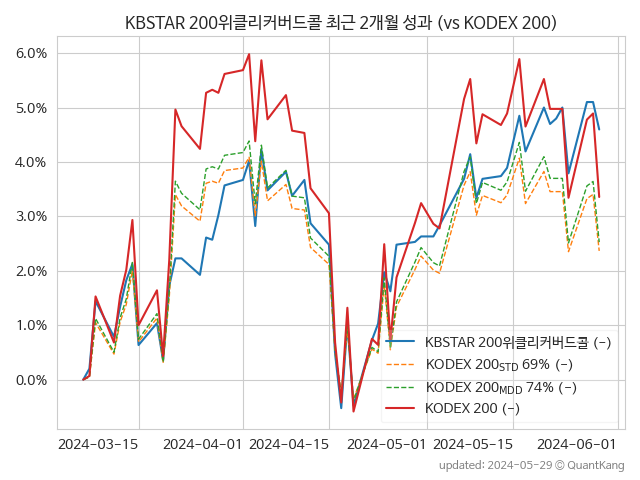 KBSTAR 200위클리커버드콜 최근 2개월 성과 (vs KODEX 200)
6.0%
5.0%
4.0%
3.0%
2.0%
1.0%
0.0%
KBSTAR 200위클리커버드콜 (-)
KODEX 200STD 69% (-)
KODEX 200MDD 74% (-)
KODEX 200 (-)
2024-03-15 2024-04-01 2024-04-15 2024-05-01 2024-05-15 2024-06-01
updated: 2024-05-29 © QuantKang